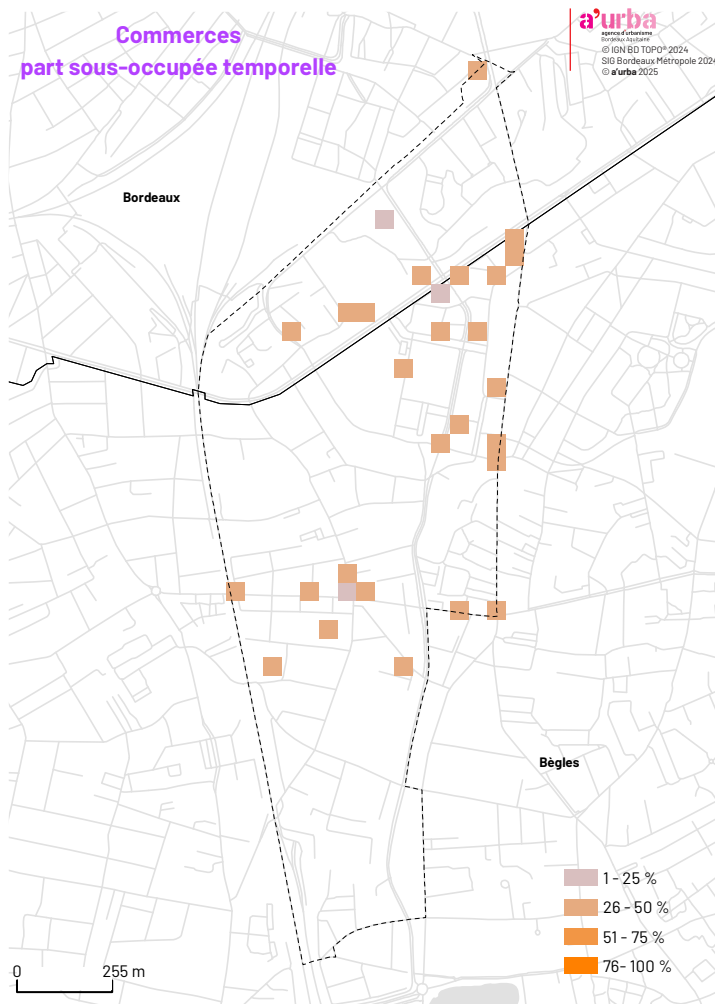 Commerces
part sous-occupée temporelle
a'urba
agence d'urbanisme
Bordeaux Aquitaine
© IGN BD TOPO® 2024
SIG Bordeaux Métropole 2024
© a'urba 2025
Bordeaux
Bègles
1 - 25 %
26 - 50 %
51 - 75 %
76- 100 %
0 255 m